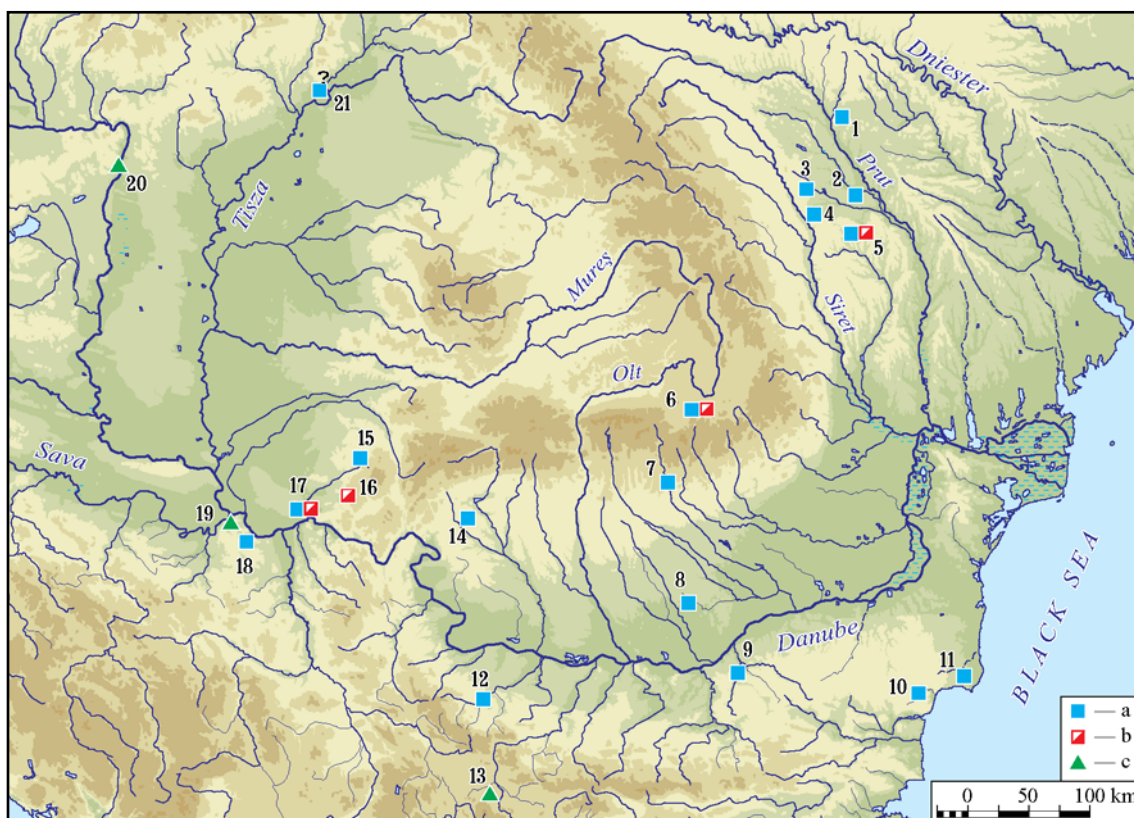 Dniester
?
21
1
Prut
3
2
20
4
5
Tisza
Mureș
Siret
Olt
6
15
7
Sava
16
17
14
19
18
8
BLACK SEA
Danube
9
11
12
10
a
b
13
c
0 50 100 km